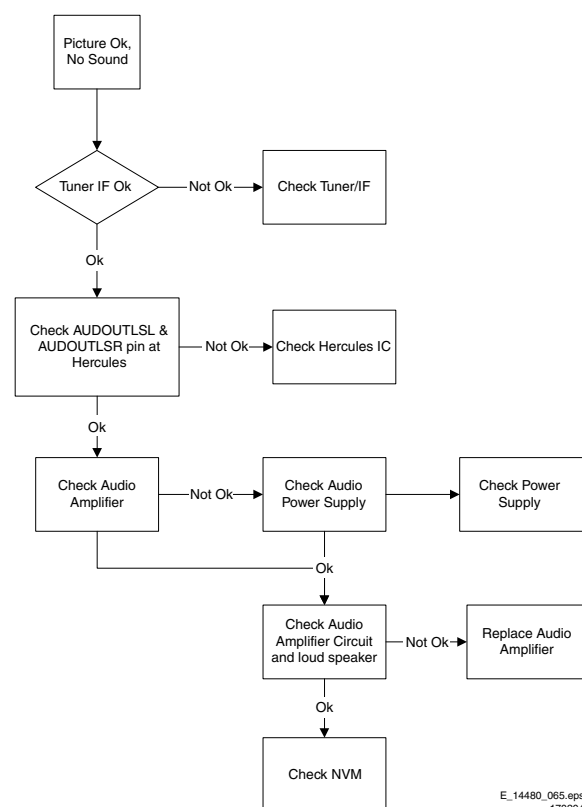 Picture Ok,
No Sound
Tuner IF Ok
Not Ok
Check Tuner/IF
Ok
Check AUDOUTLSL &
AUDOUTLSR pin at
Hercules
Not Ok
Check Hercules IC
Ok
Check Audio
Amplifier
Not Ok
Check Audio
Power Supply
Check Power
Supply
Ok
Check Audio
Amplifier Circuit
and loud speaker
Not Ok
Replace Audio
Amplifier
Ok
Check NVM
E_14480_065.eps